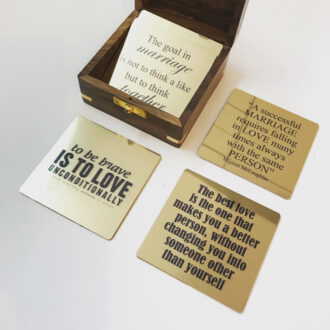 The goal in
marriage
is not to think a like
but to think
together
"A successful
MARRIAGE
requires falling
in LOVE many
times always
with the same
PERSON"
to be brave
IS TO LOVE
UNCONDITIONALLY
The best love
is the one that
makes you a better
person, without
changing you into
someone other
than yourself